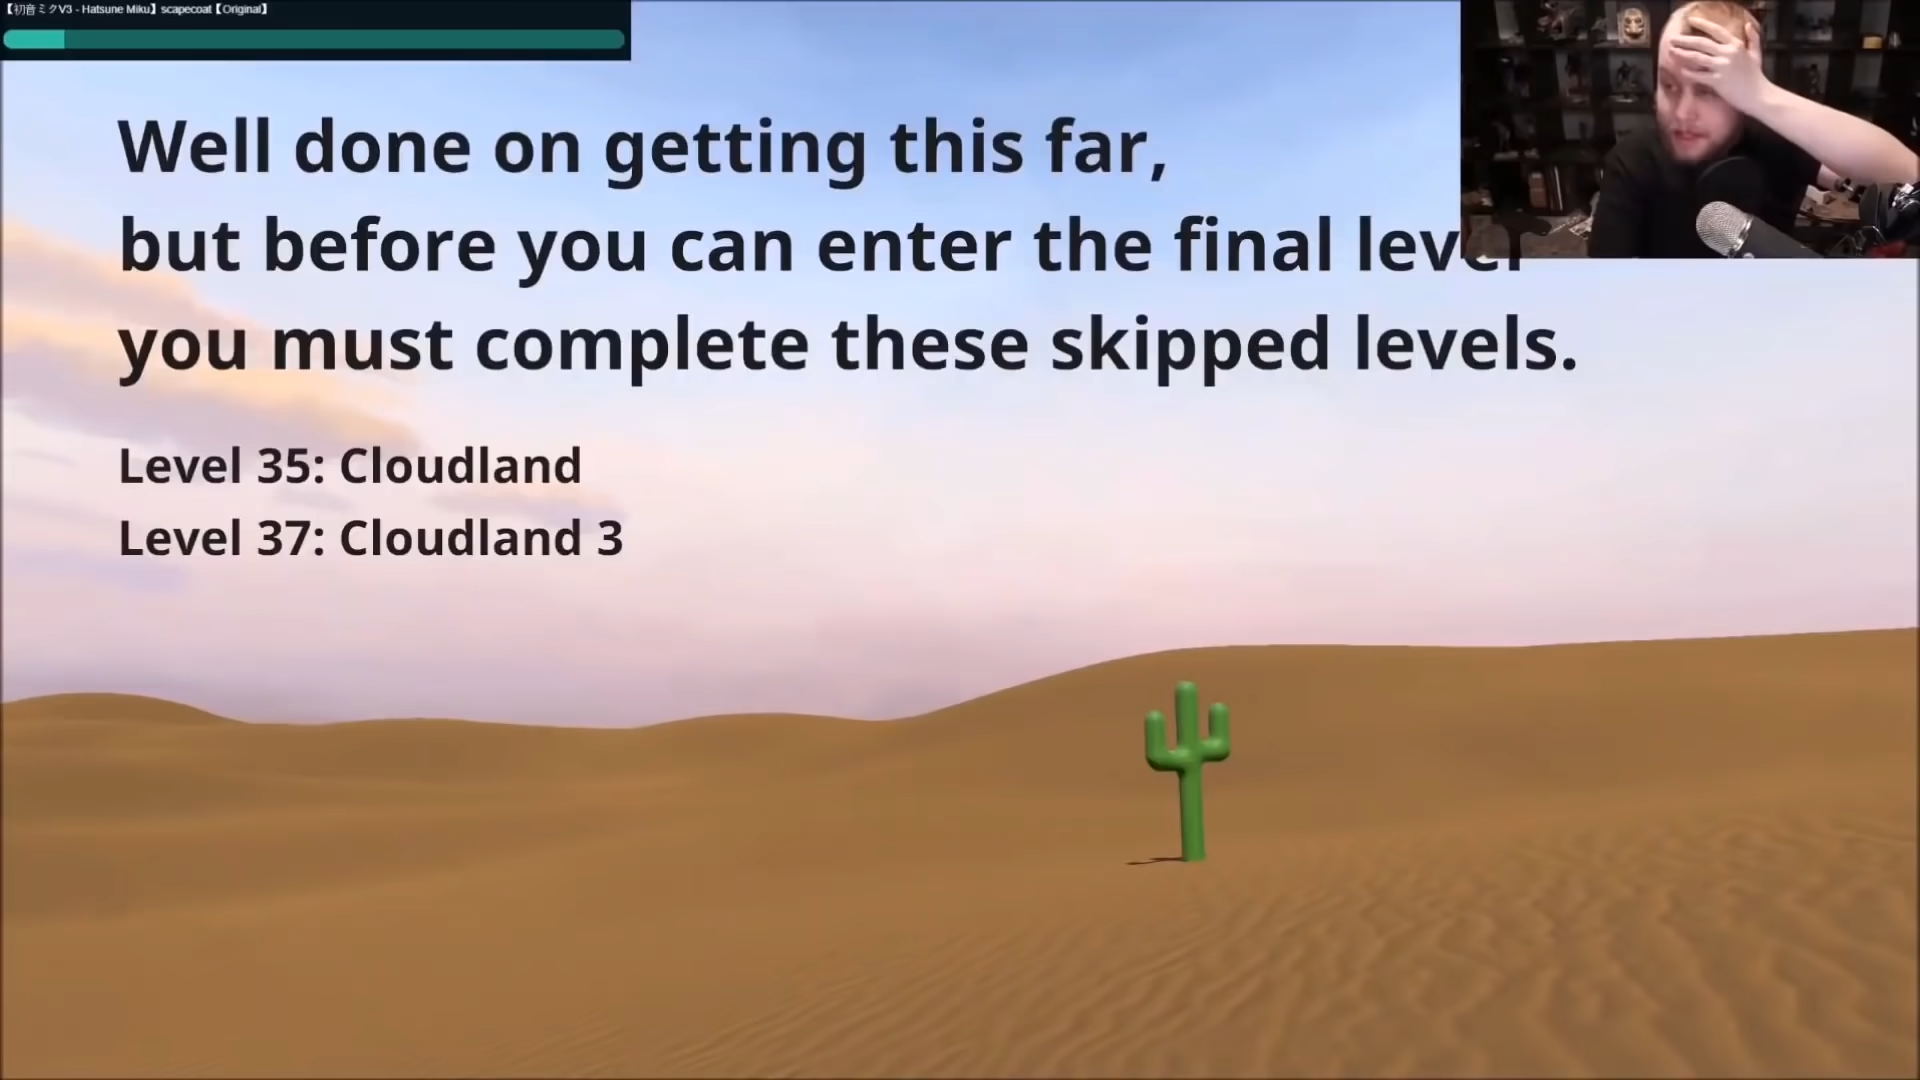 【初音ミクV3 - Hatsune Miku】scapecoat【Original】
Well done on getting this far,
but before you can enter the final level
you must complete these skipped levels.
Level 35: Cloudland
Level 37: Cloudland 3